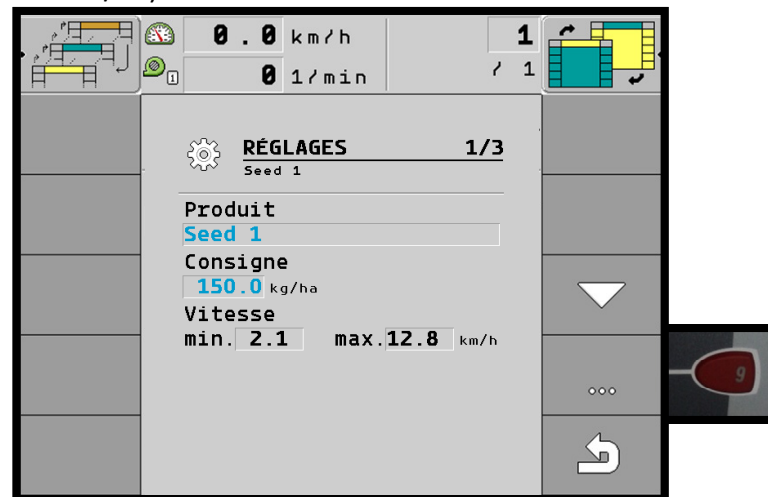 0.0 km/h 1
1 0 1/min / 1
RÉGLAGES 1/3
Seed 1
Produit
Seed 1
Consigne
150.0 kg/ha
Vitesse
min. 2.1 max. 12.8 km/h
9